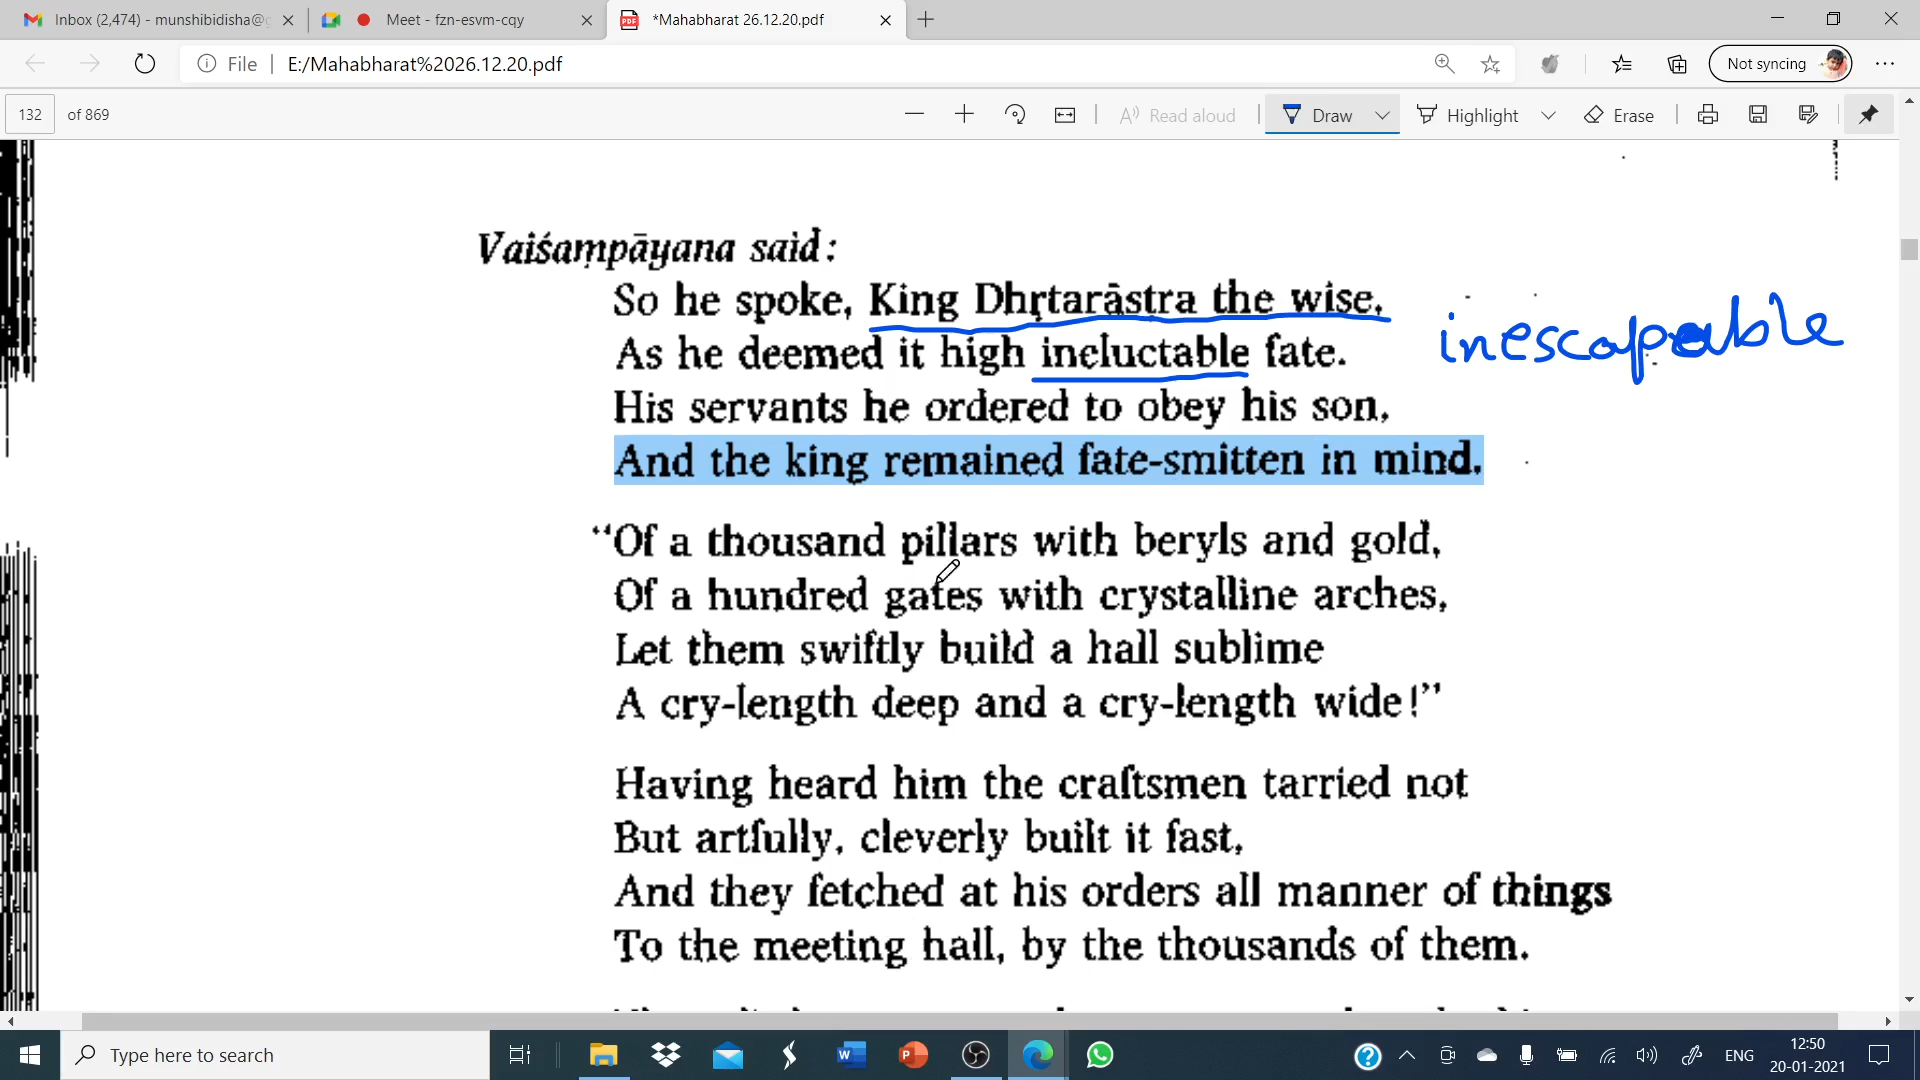 Inbox (2,474) - munshibidisha@g
Meet - fzn-esvm-cqy
*Mahabharat 26.12.20.pdf
File
E:/Mahabharat%2026.12.20.pdf
Not syncing
132 of 869
Read aloud
Draw
Highlight
Erase
Vaiśaṃpāyana said:
So he spoke, King Dhṛtarāṣṭra the wise,
As he deemed it high ineluctable fate.
inescapable
His servants he ordered to obey his son,
And the king remained fate-smitten in mind.
“Of a thousand pillars with beryls and gold,
Of a hundred gates with crystalline arches,
Let them swiftly build a hall sublime
A cry-length deep and a cry-length wide!”
Having heard him the craftsmen tarried not
But artfully, cleverly built it fast,
And they fetched at his orders all manner of things
To the meeting hall, by the thousands of them.
Type here to search
ENG
12:50
20-01-2021